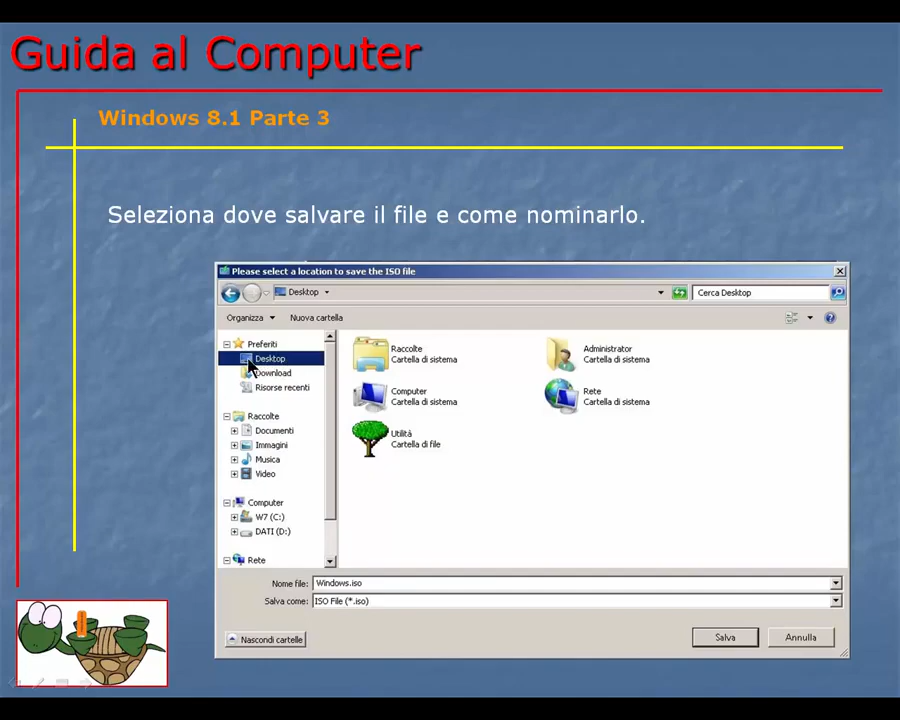 Guida al Computer
Windows 8.1 Parte 3
Seleziona dove salvare il file e come nominarlo.
Please select a location to save the ISO file
Desktop
Cerca Desktop
Organizza
Nuova cartella
Preferiti
Desktop
Download
Risorse recenti
Raccolte
Documenti
Immagini
Musica
Video
Computer
W7 (C:)
DATI (D:)
Rete
Raccolte
Cartella di sistema
Administrator
Cartella di sistema
Computer
Cartella di sistema
Rete
Cartella di sistema
Utilità
Cartella di file
Nome file: Windows.iso
Salva come: ISO File (*.iso)
Nascondi cartelle
Salva
Annulla